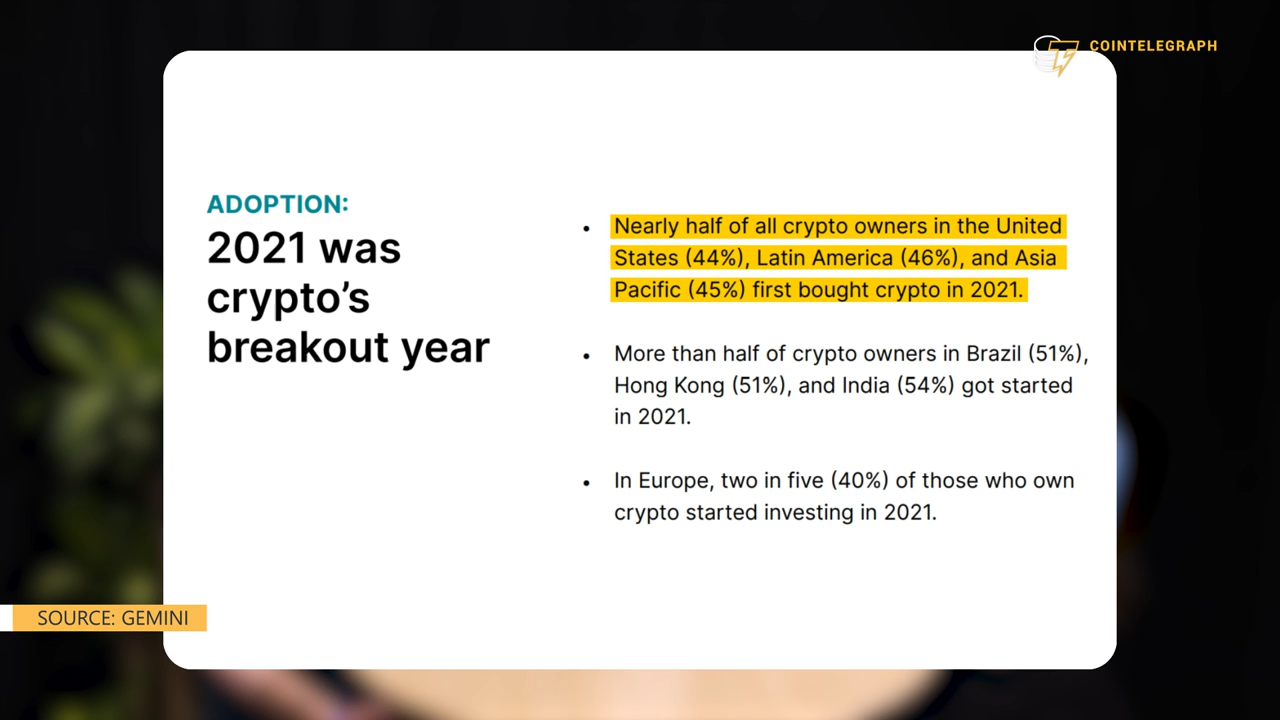 COINTELEGRAPH
ADOPTION:
2021 was
crypto’s
breakout year
• Nearly half of all crypto owners in the United
States (44%), Latin America (46%), and Asia
Pacific (45%) first bought crypto in 2021.
• More than half of crypto owners in Brazil (51%),
Hong Kong (51%), and India (54%) got started
in 2021.
• In Europe, two in five (40%) of those who own
crypto started investing in 2021.
SOURCE: GEMINI